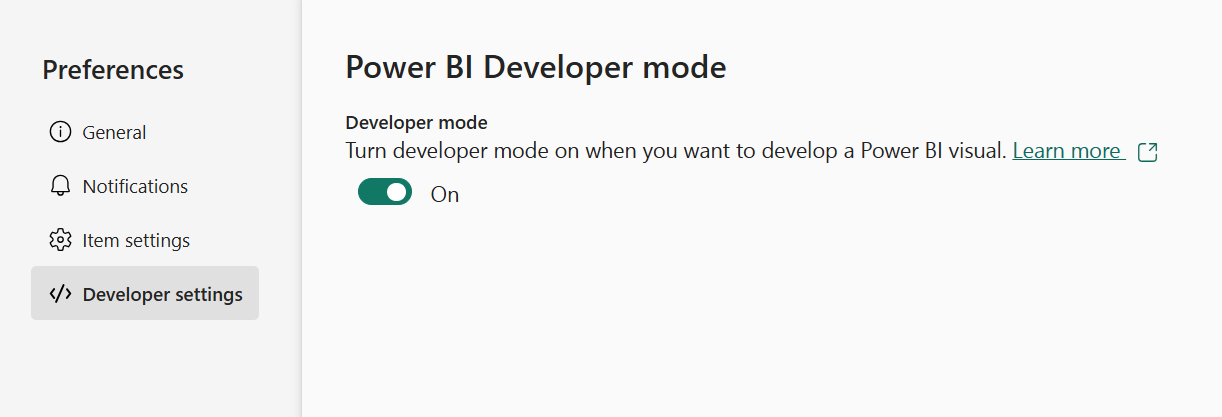 Preferences
General
Notifications
Item settings
Developer settings
Power BI Developer mode
Developer mode
Turn developer mode on when you want to develop a Power BI visual. Learn more
On